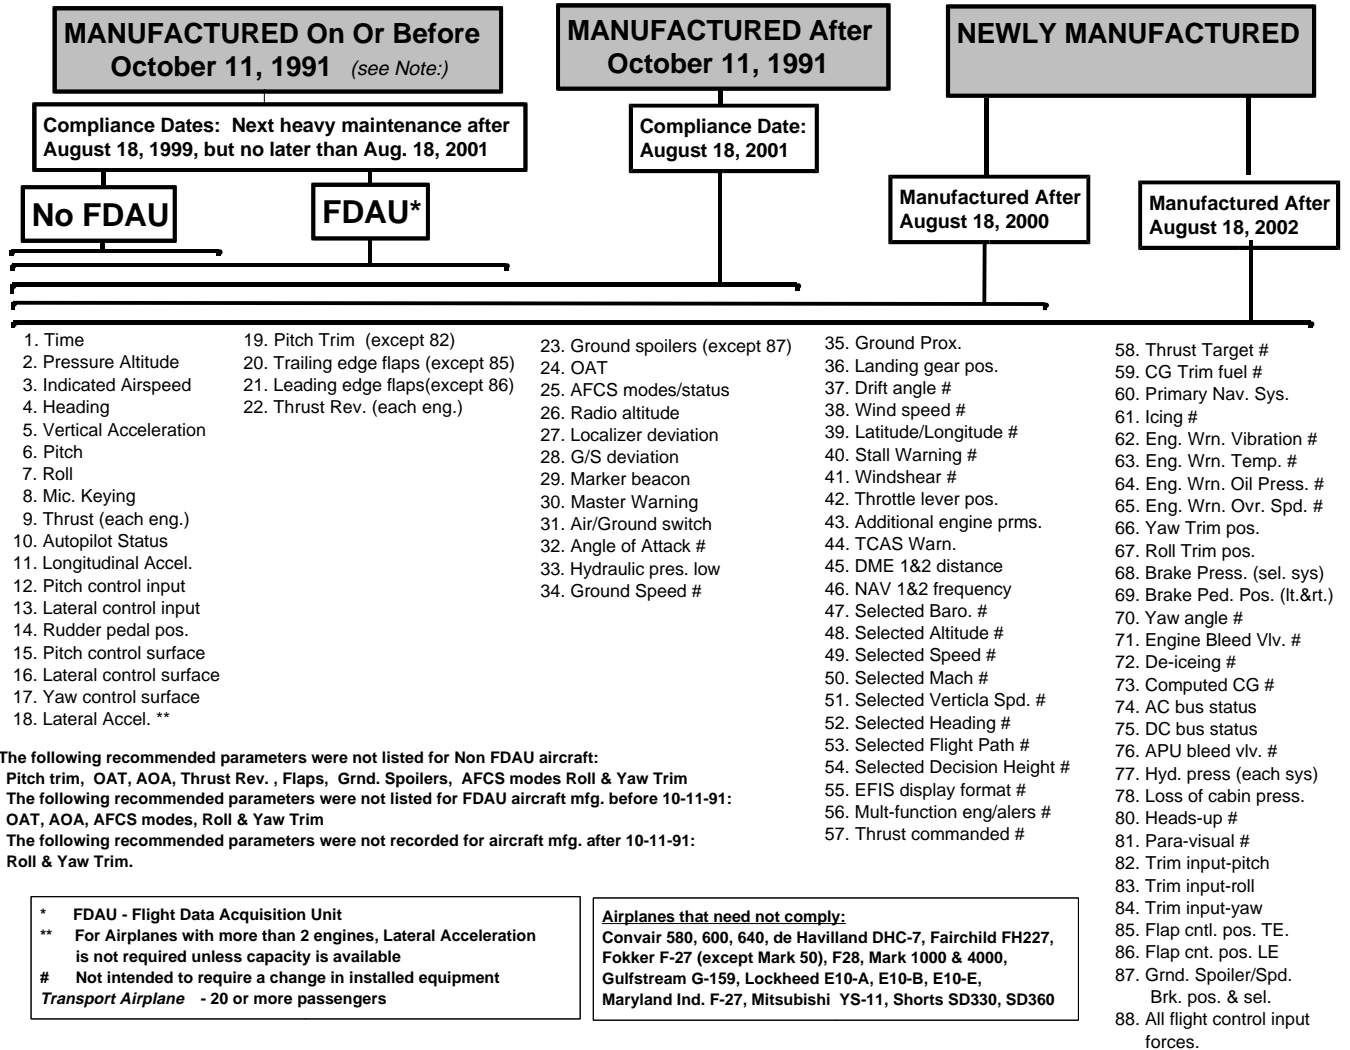 MANUFACTURED On Or Before
October 11, 1991 (see Note:)
MANUFACTURED After
October 11, 1991
NEWLY MANUFACTURED
Compliance Dates: Next heavy maintenance after
August 18, 1999, but no later than Aug. 18, 2001
Compliance Date:
August 18, 2001
No FDAU
FDAU*
Manufactured After
August 18, 2000
Manufactured After
August 18, 2002
1. Time
2. Pressure Altitude
3. Indicated Airspeed
4. Heading
5. Vertical Acceleration
6. Pitch
7. Roll
8. Mic. Keying
9. Thrust (each eng.)
10. Autopilot Status
11. Longitudinal Accel.
12. Pitch control input
13. Lateral control input
14. Rudder pedal pos.
15. Pitch control surface
16. Lateral control surface
17. Yaw control surface
18. Lateral Accel. **
19. Pitch Trim (except 82)
20. Trailing edge flaps (except 85)
21. Leading edge flaps(except 86)
22. Thrust Rev. (each eng.)
23. Ground spoilers (except 87)
24. OAT
25. AFCS modes/status
26. Radio altitude
27. Localizer deviation
28. G/S deviation
29. Marker beacon
30. Master Warning
31. Air/Ground switch
32. Angle of Attack #
33. Hydraulic pres. low
34. Ground Speed #
35. Ground Prox.
36. Landing gear pos.
37. Drift angle #
38. Wind speed #
39. Latitude/Longitude #
40. Stall Warning #
41. Windshear #
42. Throttle lever pos.
43. Additional engine prms.
44. TCAS Warn.
45. DME 1&2 distance
46. NAV 1&2 frequency
47. Selected Baro. #
48. Selected Altitude #
49. Selected Speed #
50. Selected Mach #
51. Selected Verticla Spd. #
52. Selected Heading #
53. Selected Flight Path #
54. Selected Decision Height #
55. EFIS display format #
56. Mult-function eng/alers #
57. Thrust commanded #
58. Thrust Target #
59. CG Trim fuel #
60. Primary Nav. Sys.
61. Icing #
62. Eng. Wrn. Vibration #
63. Eng. Wrn. Temp. #
64. Eng. Wrn. Oil Press. #
65. Eng. Wrn. Ovr. Spd. #
66. Yaw Trim pos.
67. Roll Trim pos.
68. Brake Press. (sel. sys)
69. Brake Ped. Pos. (lt.&rt.)
70. Yaw angle #
71. Engine Bleed Vlv. #
72. De-iceing #
73. Computed CG #
74. AC bus status
75. DC bus status
76. APU bleed vlv. #
77. Hyd. press (each sys)
78. Loss of cabin press.
80. Heads-up #
81. Para-visual #
82. Trim input-pitch
83. Trim input-roll
84. Trim input-yaw
85. Flap cntl. pos. TE.
86. Flap cnt. pos. LE
87. Grnd. Spoiler/Spd.
Brk. pos. & sel.
88. All flight control input
forces.
The following recommended parameters were not listed for Non FDAU aircraft:
Pitch trim, OAT, AOA, Thrust Rev. , Flaps, Grnd. Spoilers, AFCS modes Roll & Yaw Trim
The following recommended parameters were not listed for FDAU aircraft mfg. before 10-11-91:
OAT, AOA, AFCS modes, Roll & Yaw Trim
The following recommended parameters were not recorded for aircraft mfg. after 10-11-91:
Roll & Yaw Trim.
* FDAU - Flight Data Acquisition Unit
** For Airplanes with more than 2 engines, Lateral Acceleration
is not required unless capacity is available
# Not intended to require a change in installed equipment
Transport Airplane - 20 or more passengers
Airplanes that need not comply:
Convair 580, 600, 640, de Havilland DHC-7, Fairchild FH227,
Fokker F-27 (except Mark 50), F28, Mark 1000 & 4000,
Gulfstream G-159, Lockheed E10-A, E10-B, E10-E,
Maryland Ind. F-27, Mitsubishi YS-11, Shorts SD330, SD360